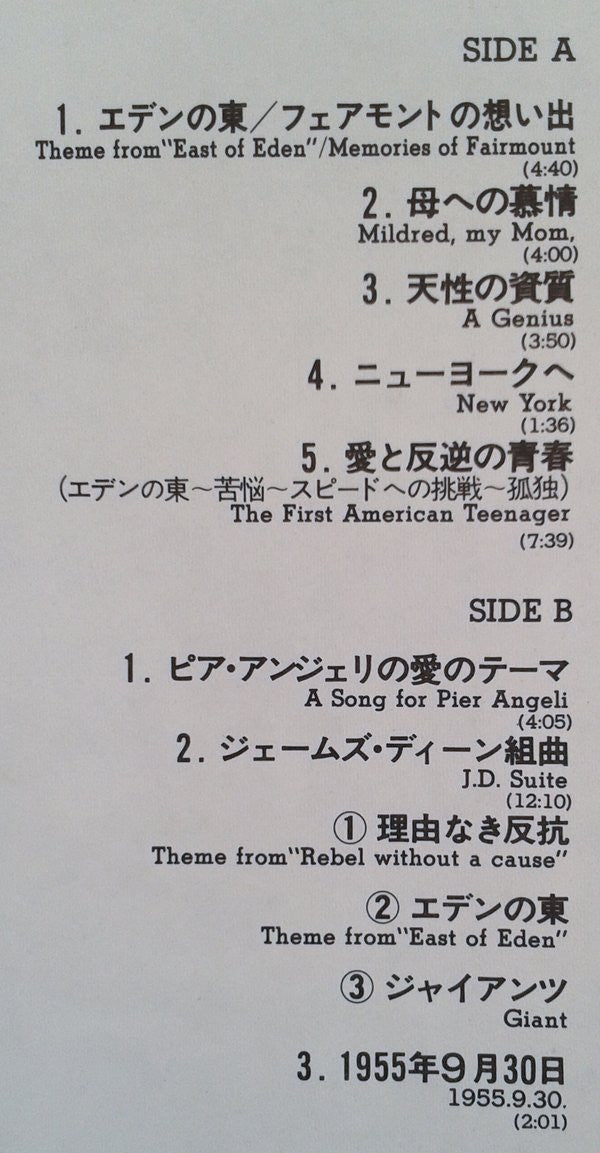 SIDE A
1. エデンの東／フェアモントの想い出
Theme from "East of Eden"/Memories of Fairmount
(4:40)
2. 母への慕情
Mildred, my Mom,
(4:00)
3. 天性の資質
A Genius
(3:50)
4. ニューヨークへ
New York
(1:36)
5. 愛と反逆の青春
(エデンの東～苦悩～スピードへの挑戦～孤独)
The First American Teenager
(7:39)
SIDE B
1. ピア・アンジェリの愛のテーマ
A Song for Pier Angeli
(4:05)
2. ジェームズ・ディーン組曲
J.D. Suite
(12:10)
① 理由なき反抗
Theme from "Rebel without a cause"
② エデンの東
Theme from "East of Eden"
③ ジャイアンツ
Giant
3. 1955年9月30日
1955.9.30.
(2:01)